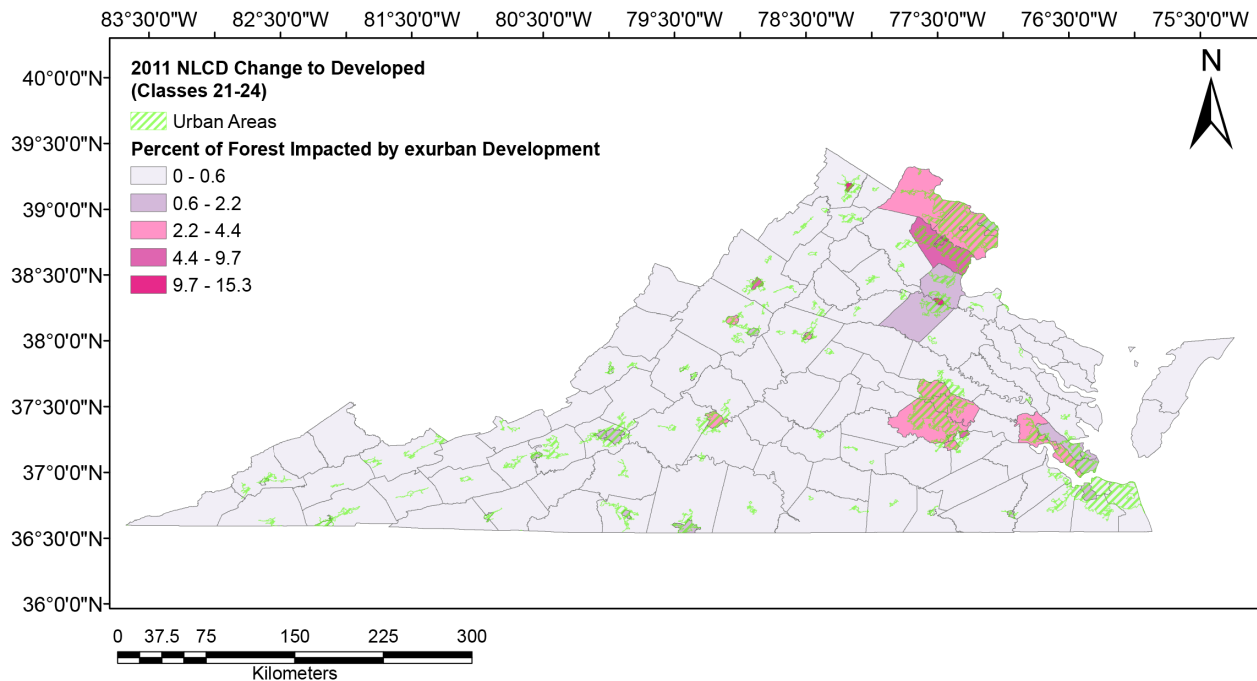 83°30'0"W 82°30'0"W 81°30'0"W 80°30'0"W 79°30'0"W 78°30'0"W 77°30'0"W 76°30'0"W 75°30'0"W
N
40°0'0"N
39°30'0"N
39°0'0"N
38°30'0"N
38°0'0"N
37°30'0"N
37°0'0"N
36°30'0"N
36°0'0"N
2011 NLCD Change to Developed
(Classes 21-24)
Urban Areas
Percent of Forest Impacted by exurban Development
0 - 0.6
0.6 - 2.2
2.2 - 4.4
4.4 - 9.7
9.7 - 15.3
0 37.5 75 150 225 300
Kilometers